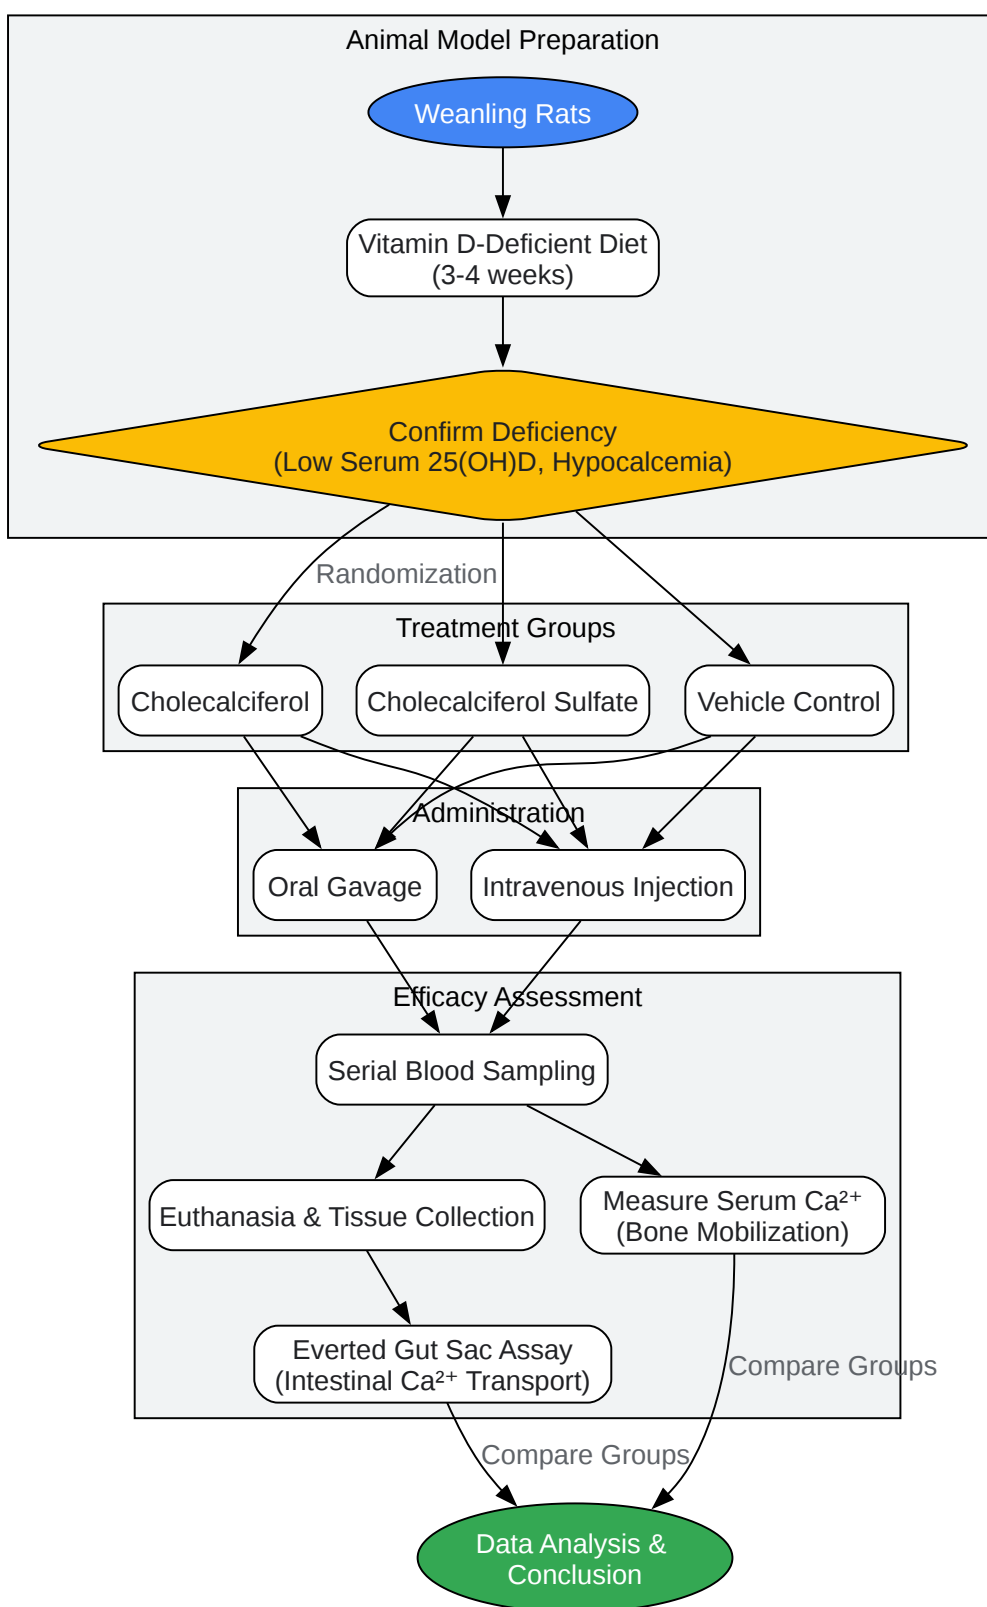 Animal Model Preparation
Weanling Rats
Vitamin D-Deficient Diet
(3-4 weeks)
Confirm Deficiency
(Low Serum 25(OH)D, Hypocalcemia)
Randomization
Treatment Groups
Cholecalciferol
Cholecalciferol Sulfate
Vehicle Control
Administration
Oral Gavage
Intravenous Injection
Efficacy Assessment
Serial Blood Sampling
Euthanasia & Tissue Collection
Measure Serum Ca²⁺
(Bone Mobilization)
Everted Gut Sac Assay
(Intestinal Ca²⁺ Transport)
Compare Groups
Compare Groups
Data Analysis &
Conclusion